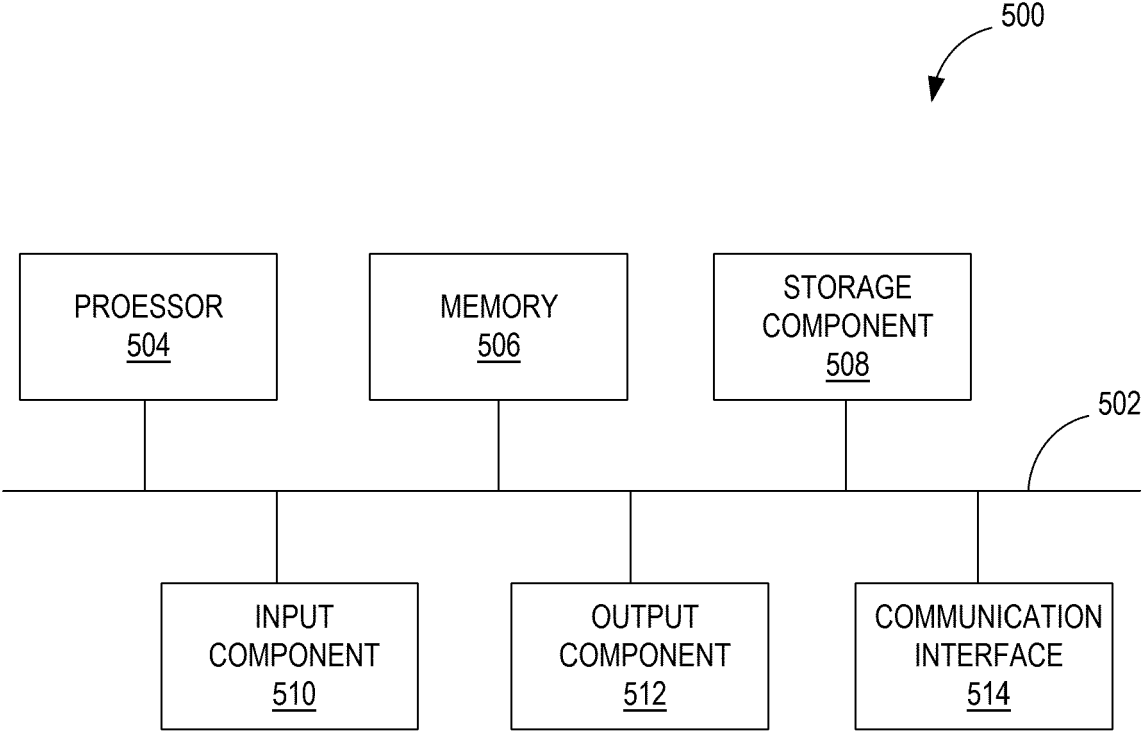 500
PROESSOR
504
MEMORY
506
STORAGE
COMPONENT
508
502
INPUT
COMPONENT
510
OUTPUT
COMPONENT
512
COMMUNICATION
INTERFACE
514